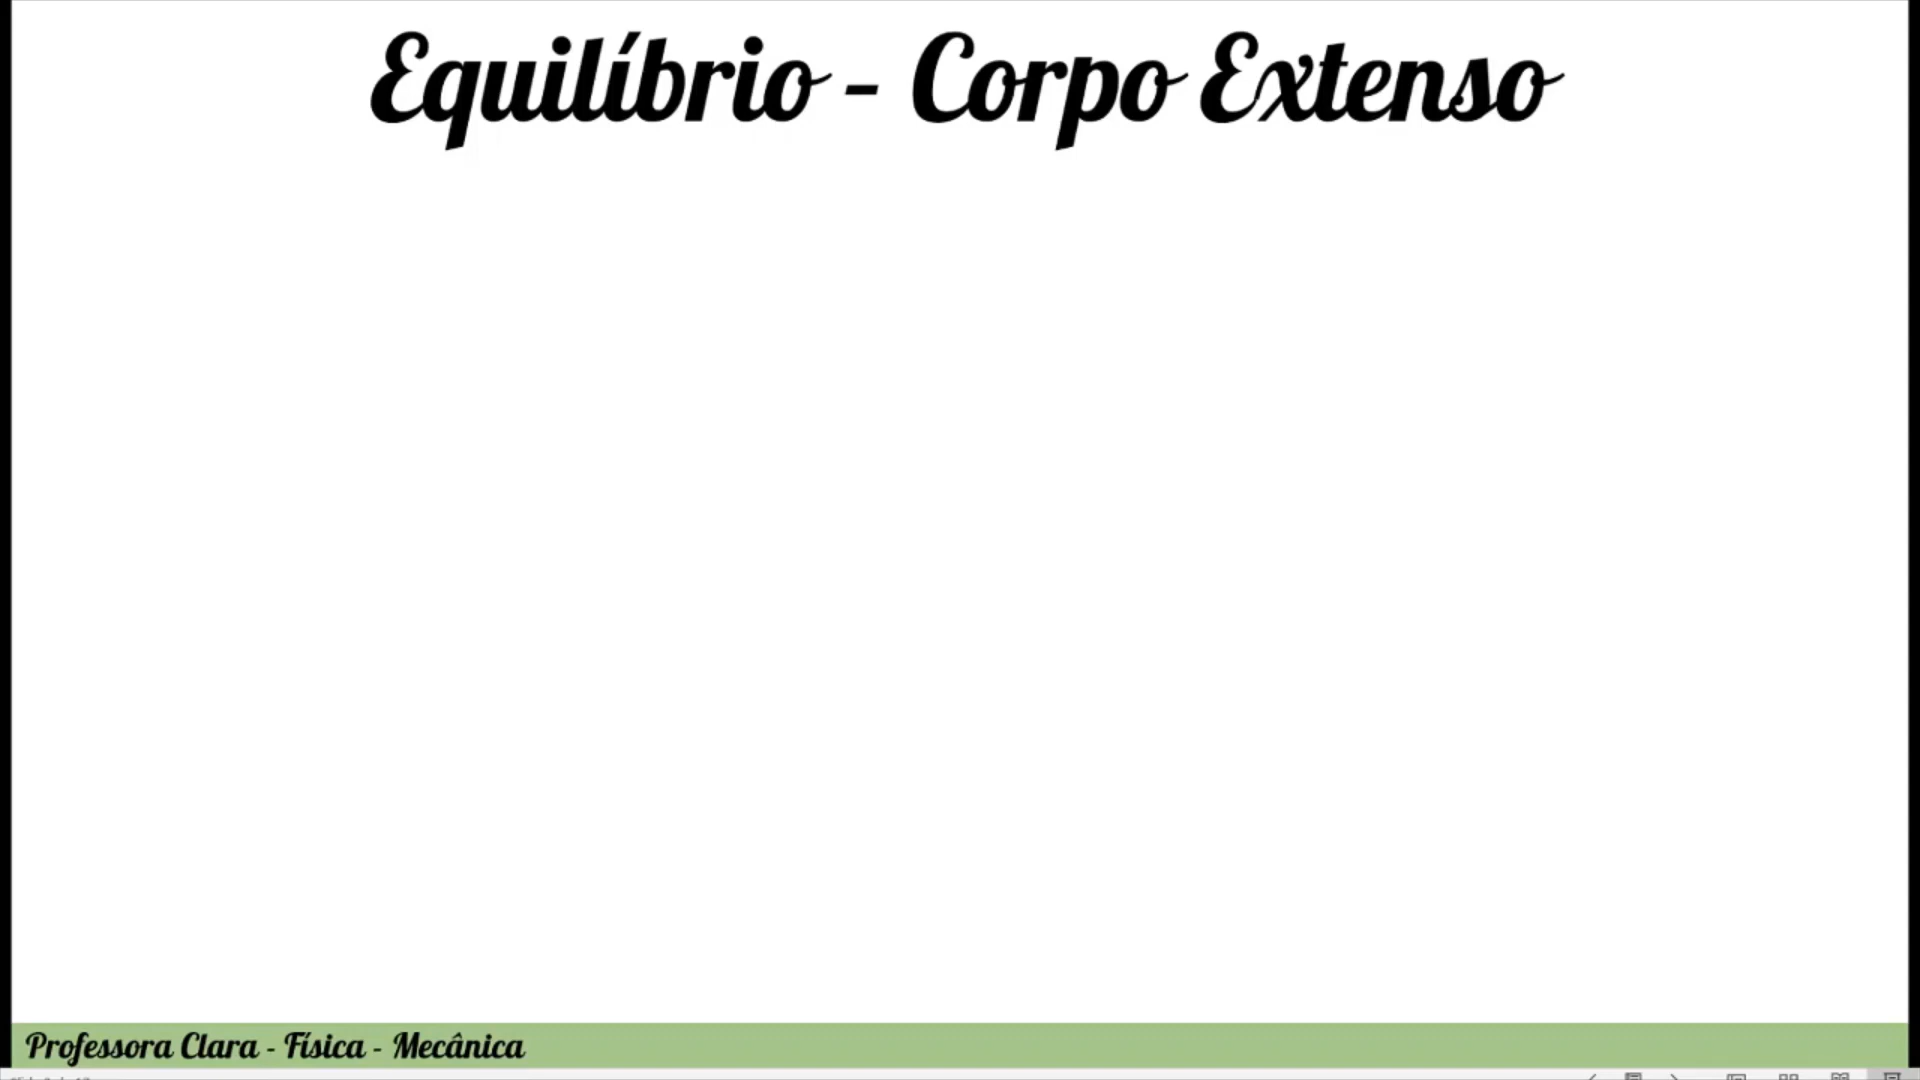 Equilíbrio - Corpo Extenso
Professora Clara - Física - Mecânica